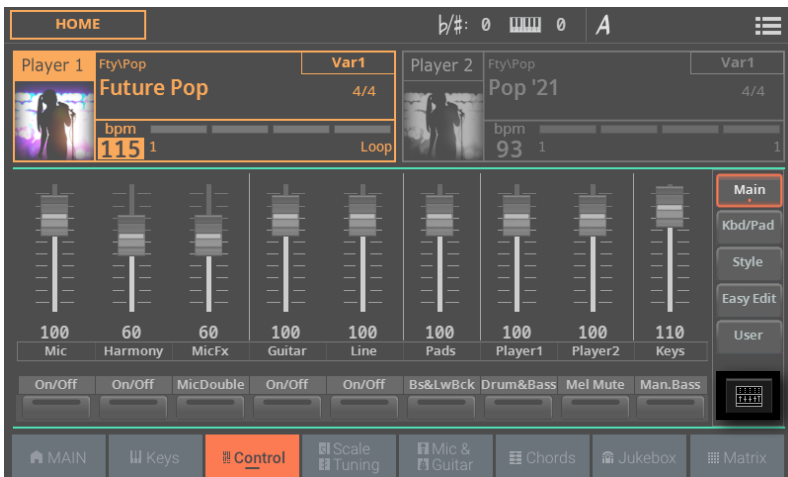 HOME ♭/♯: 0 0 A
Player 1 Fty\Pop Var1 Player 2 Fty\Pop Var1
Future Pop 4/4 Pop '21 4/4
bpm bpm
115 1 Loop 93 1 1
Main
Kbd/Pad
Style
Easy Edit
User
100 60 60 100 100 100 100 100 110
Mic Harmony MicFx Guitar Line Pads Player1 Player2 Keys
On/Off On/Off MicDouble On/Off On/Off Bs&LwBck Drum&Bass Mel Mute Man.Bass
MAIN Keys Control Scale Tuning Mic & Guitar Chords Jukebox Matrix